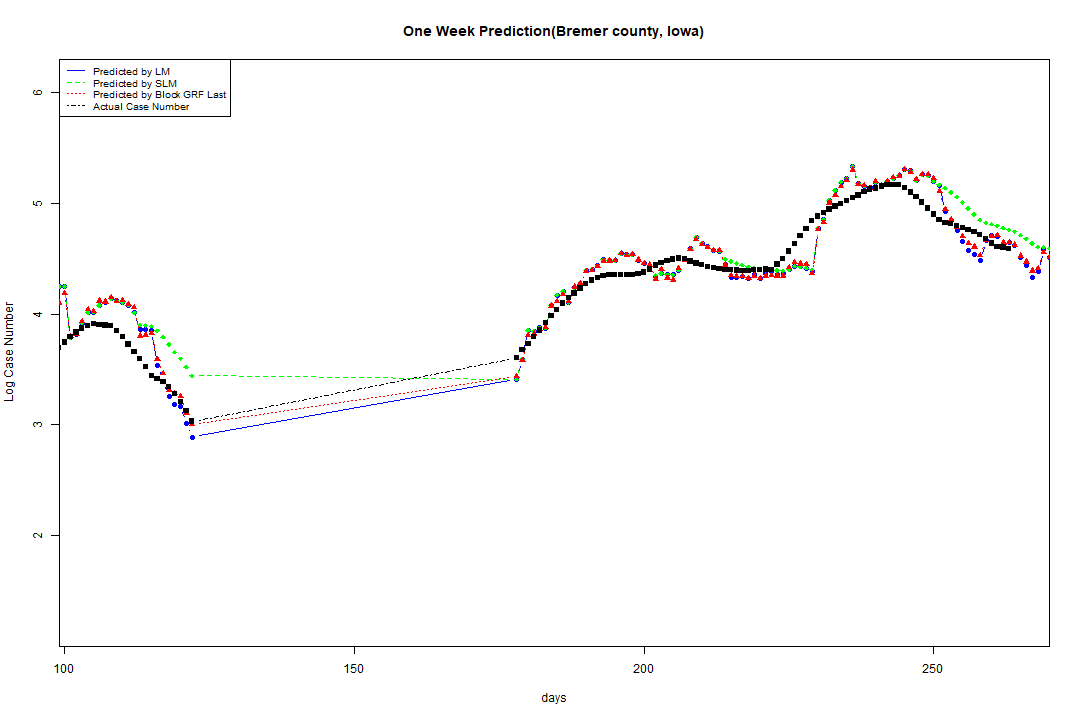 One Week Prediction(Bremer county, Iowa)
Predicted by LM
Predicted by SLM
Predicted by Block GRF Last
Actual Case Number
6
5
4
3
2
Log Case Number
100 150 200 250
days